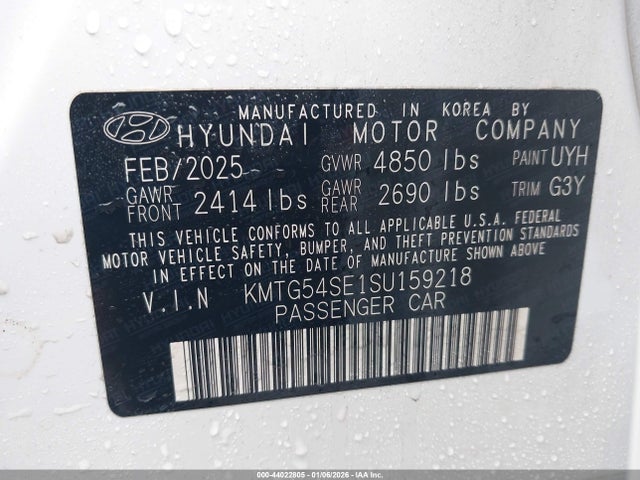 MANUFACTURED IN KOREA BY
HYUNDAI MOTOR COMPANY
FEB/2025 GVWR 4850 lbs PAINT UYH
GAWR FRONT 2414 lbs GAWR REAR 2690 lbs TRIM G3Y
THIS VEHICLE CONFORMS TO ALL APPLICABLE U.S.A. FEDERAL
MOTOR VEHICLE SAFETY, BUMPER, AND THEFT PREVENTION STANDARDS
IN EFFECT ON THE DATE OF MANUFACTURE SHOWN ABOVE
V.I.N KMTG54SE1SU159218
PASSENGER CAR
000-44022805 - 01/06/2026 - IAA Inc.